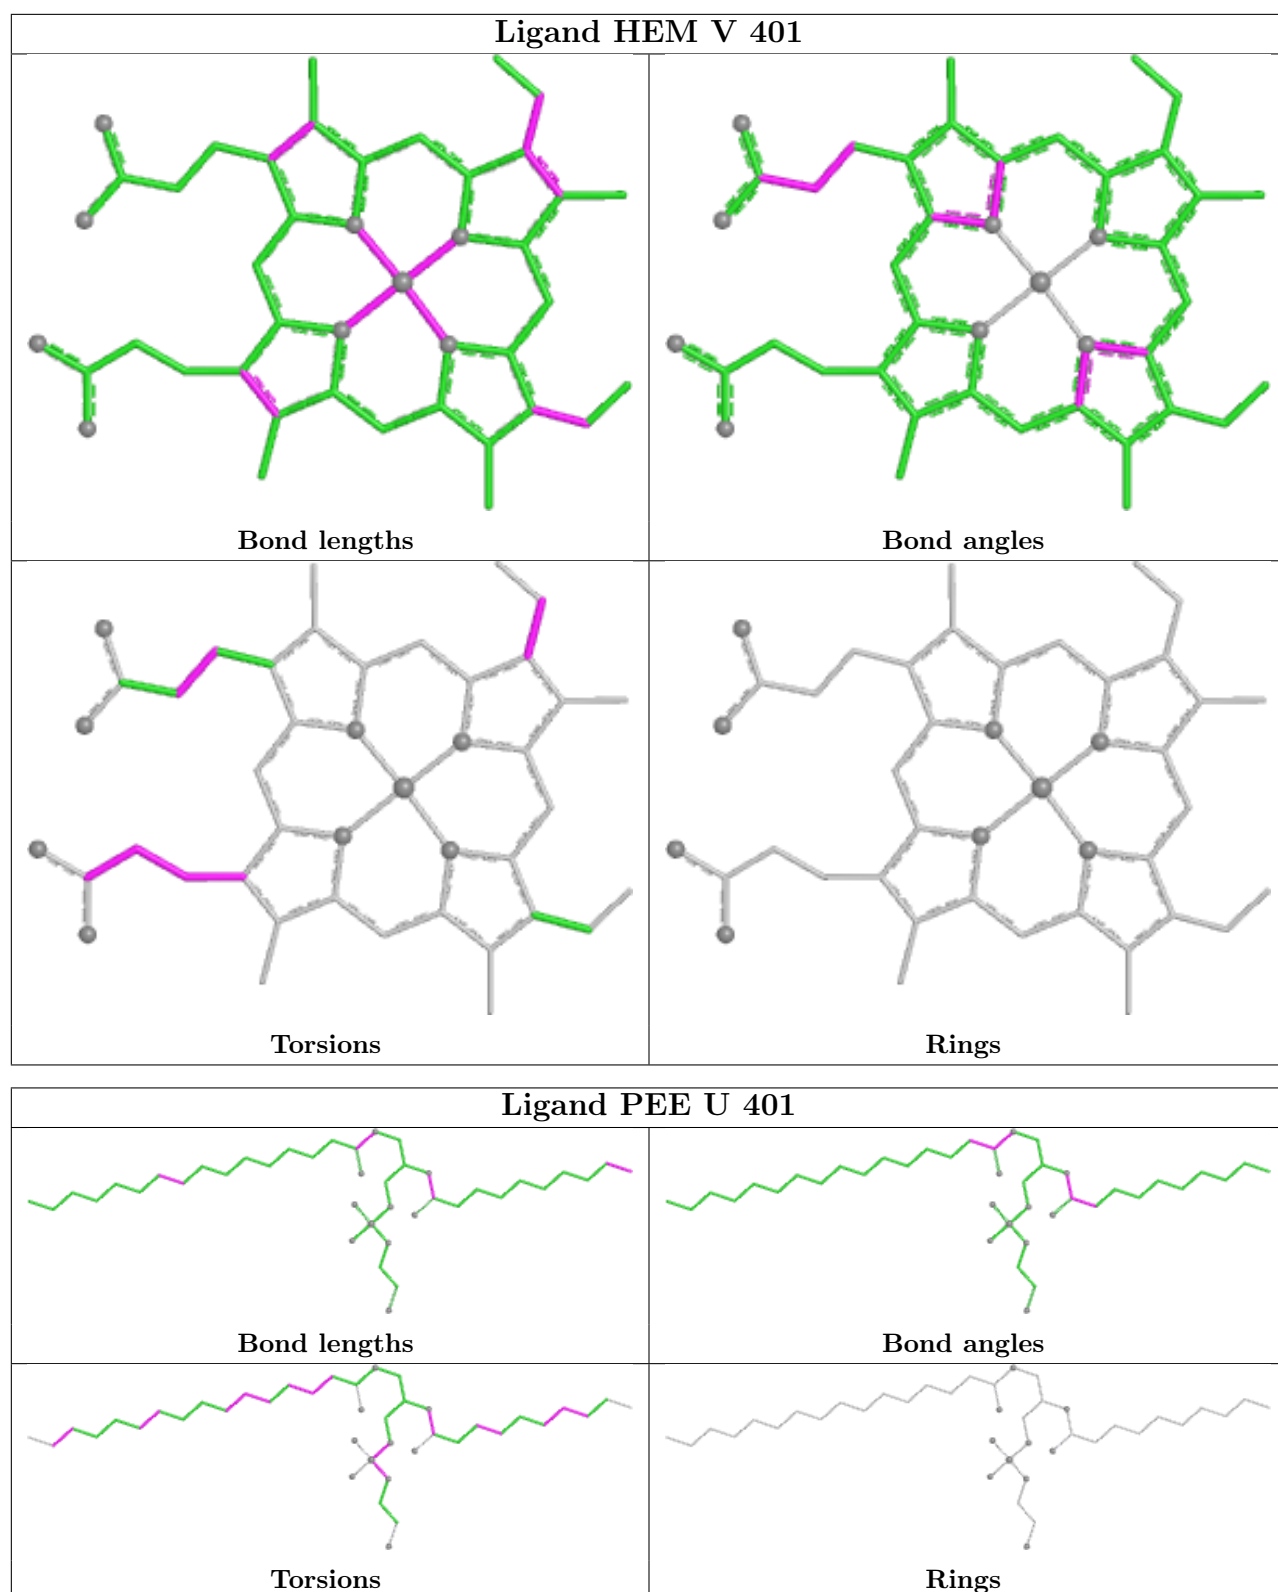 Ligand HEM V 401
Bond lengths
Bond angles
Torsions
Rings
Ligand PEE U 401
Bond lengths
Bond angles
Torsions
Rings